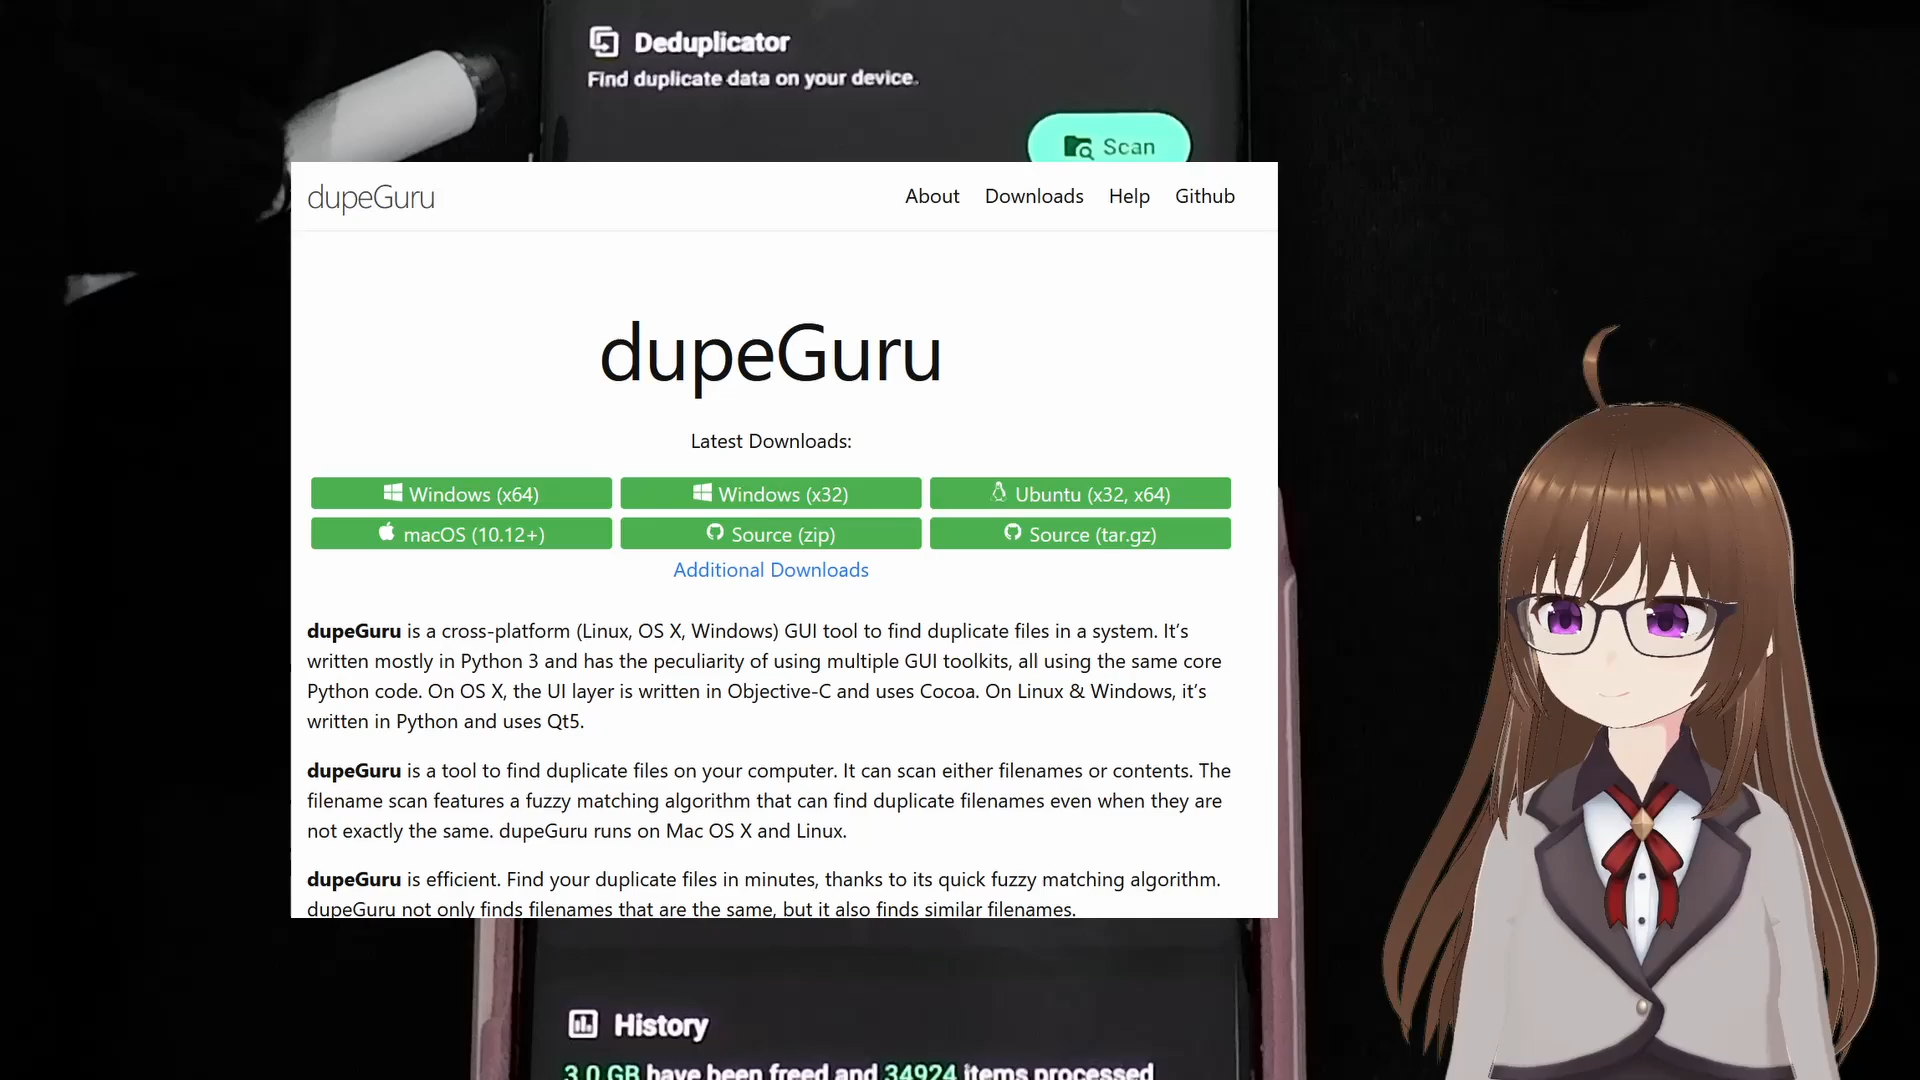 Deduplicator
Find duplicate data on your device.
Scan
dupeGuru
About Downloads Help Github
dupeGuru
Latest Downloads:
Windows (x64) Windows (x32) Ubuntu (x32, x64)
macOS (10.12+) Source (zip) Source (tar.gz)
Additional Downloads
dupeGuru is a cross-platform (Linux, OS X, Windows) GUI tool to find duplicate files in a system. It’s
written mostly in Python 3 and has the peculiarity of using multiple GUI toolkits, all using the same core
Python code. On OS X, the UI layer is written in Objective-C and uses Cocoa. On Linux & Windows, it’s
written in Python and uses Qt5.
dupeGuru is a tool to find duplicate files on your computer. It can scan either filenames or contents. The
filename scan features a fuzzy matching algorithm that can find duplicate filenames even when they are
not exactly the same. dupeGuru runs on Mac OS X and Linux.
dupeGuru is efficient. Find your duplicate files in minutes, thanks to its quick fuzzy matching algorithm.
dupeGuru not only finds filenames that are the same, but it also finds similar filenames.
History
3.0 GB have been freed and 34924 items processed